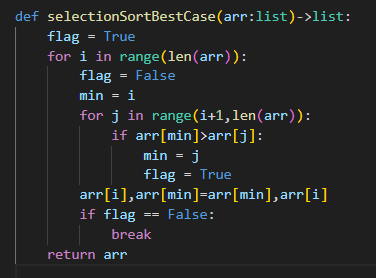 def selectionSortBestCase(arr:list)->list:
    flag = True
    for i in range(len(arr)):
        flag = False
        min = i
        for j in range(i+1,len(arr)):
            if arr[min]>arr[j]:
                min = j
                flag = True
        arr[i],arr[min]=arr[min],arr[i]
        if flag == False:
            break
    return arr